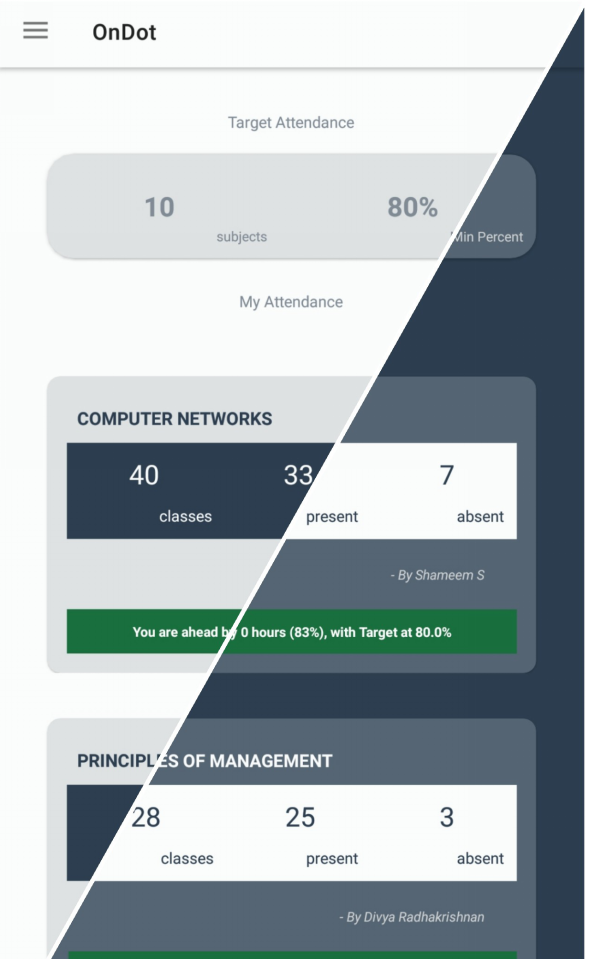 OnDot
Target Attendance
10 80%
subjects Min Percent
My Attendance
COMPUTER NETWORKS
40 33 7
classes present absent
- By Shameem S
You are ahead by 0 hours (83%), with Target at 80.0%
PRINCIPLES OF MANAGEMENT
28 25 3
classes present absent
- By Divya Radhakrishnan